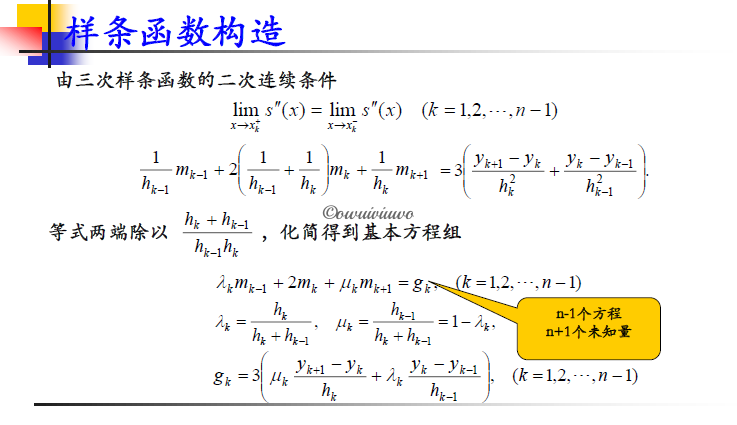 样条函数构造
由三次样条函数的二次连续条件
$\lim_{x \to x_k^+} s''(x) = \lim_{x \to x_k^-} s''(x) \quad (k = 1,2,\cdots,n-1)$
$\frac{1}{h_{k-1}} m_{k-1} + 2\left(\frac{1}{h_{k-1}} + \frac{1}{h_k}\right) m_k + \frac{1}{h_k} m_{k+1} = 3\left(\frac{y_{k+1} - y_k}{h_k^2} + \frac{y_k - y_{k-1}}{h_{k-1}^2}\right).$
©owuiviuwo
等式两端除以 $\frac{h_k + h_{k-1}}{h_{k-1} h_k}$ ，化简得到基本方程组
$\lambda_k m_{k-1} + 2m_k + \mu_k m_{k+1} = g_k, \quad (k = 1,2,\cdots,n-1)$
$\lambda_k = \frac{h_k}{h_k + h_{k-1}}, \quad \mu_k = \frac{h_{k-1}}{h_k + h_{k-1}} = 1 - \lambda_k,$
n-1个方程
n+1个未知量
$g_k = 3\left(\mu_k \frac{y_{k+1} - y_k}{h_k} + \lambda_k \frac{y_k - y_{k-1}}{h_{k-1}}\right), \quad (k = 1,2,\cdots,n-1)$